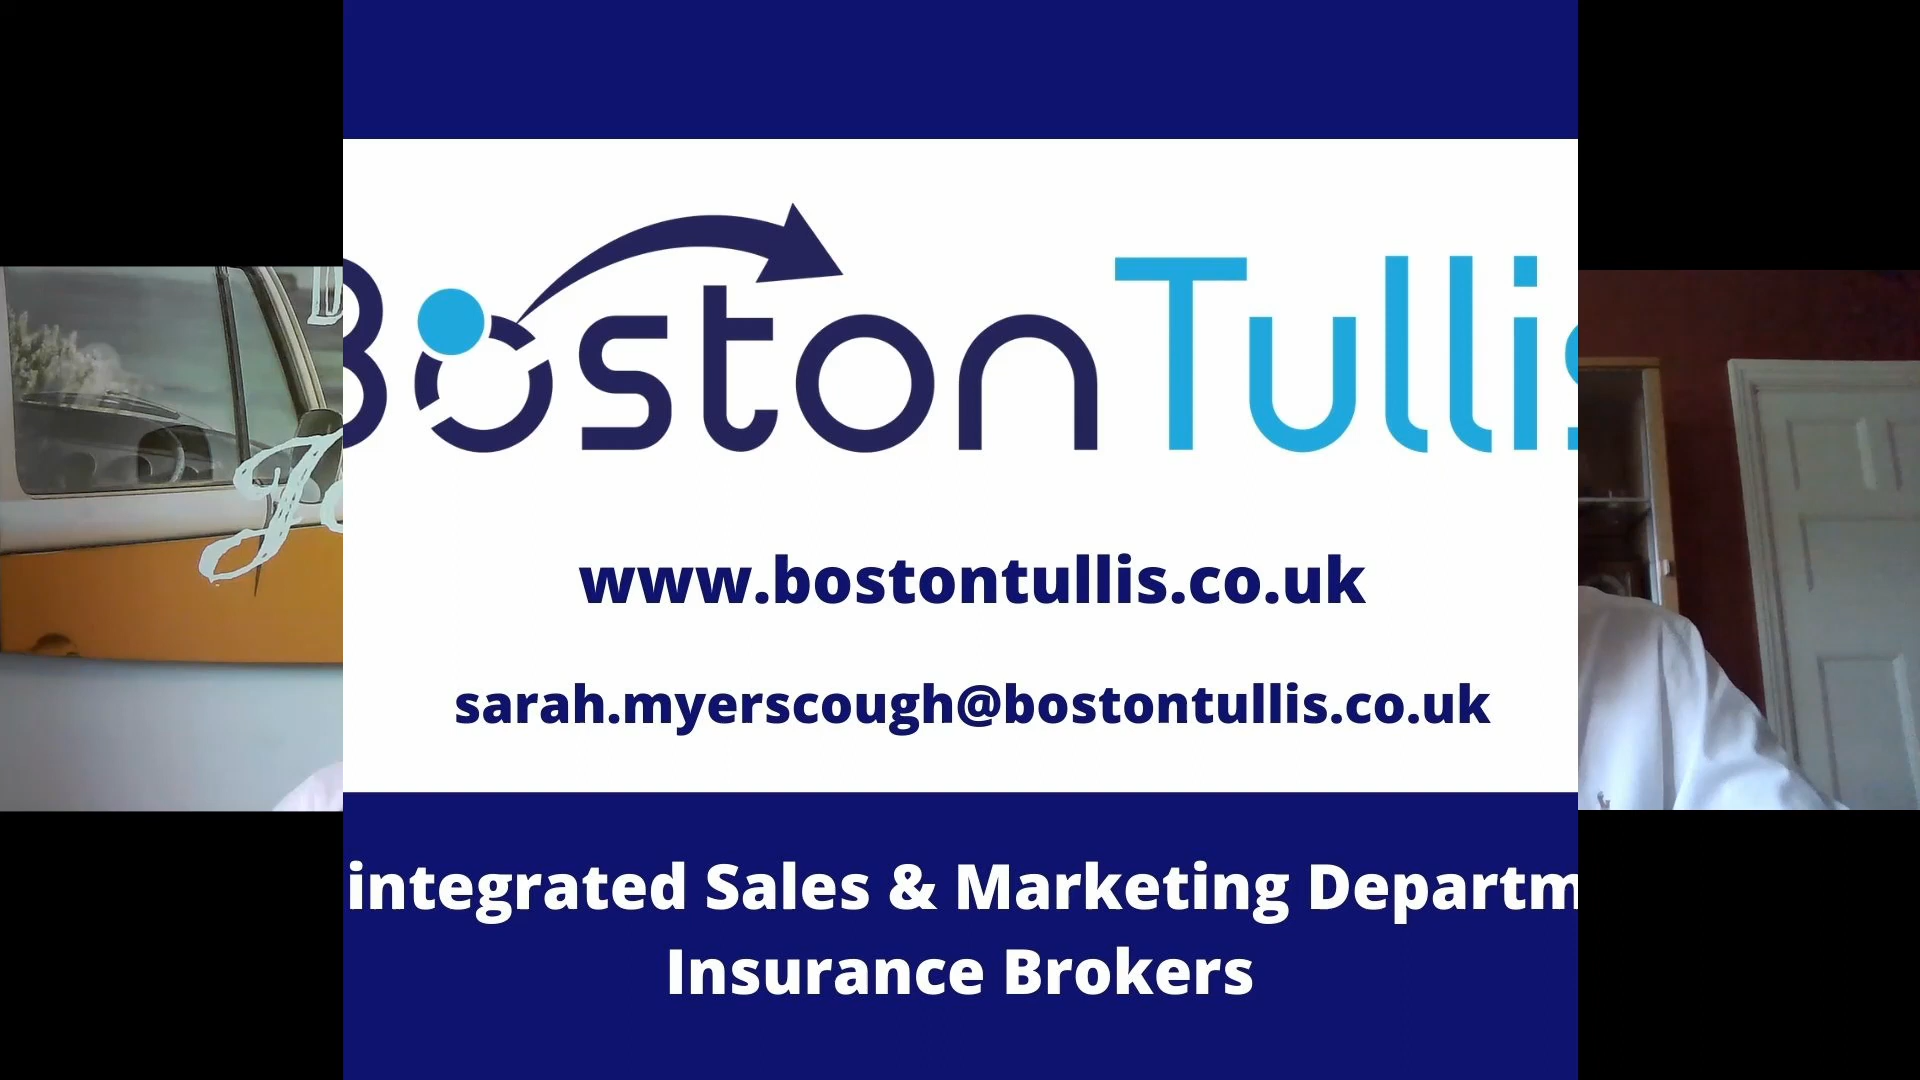 BostonTullis
www.bostontullis.co.uk
sarah.myerscough@bostontullis.co.uk
integrated Sales & Marketing Departm
Insurance Brokers